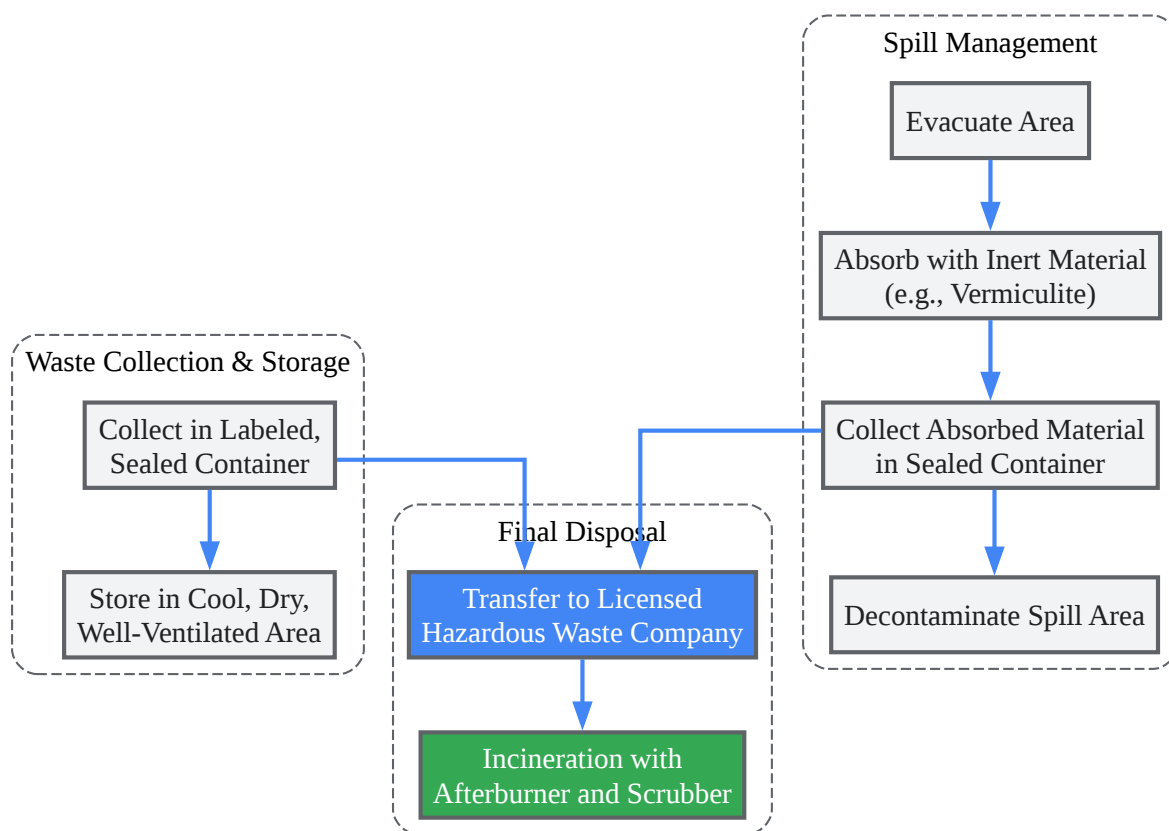 Spill Management
Evacuate Area
Absorb with Inert Material
(e.g., Vermiculite)
Collect Absorbed Material
in Sealed Container
Decontaminate Spill Area
Waste Collection & Storage
Collect in Labeled,
Sealed Container
Store in Cool, Dry,
Well-Ventilated Area
Final Disposal
Transfer to Licensed
Hazardous Waste Company
Incineration with
Afterburner and Scrubber